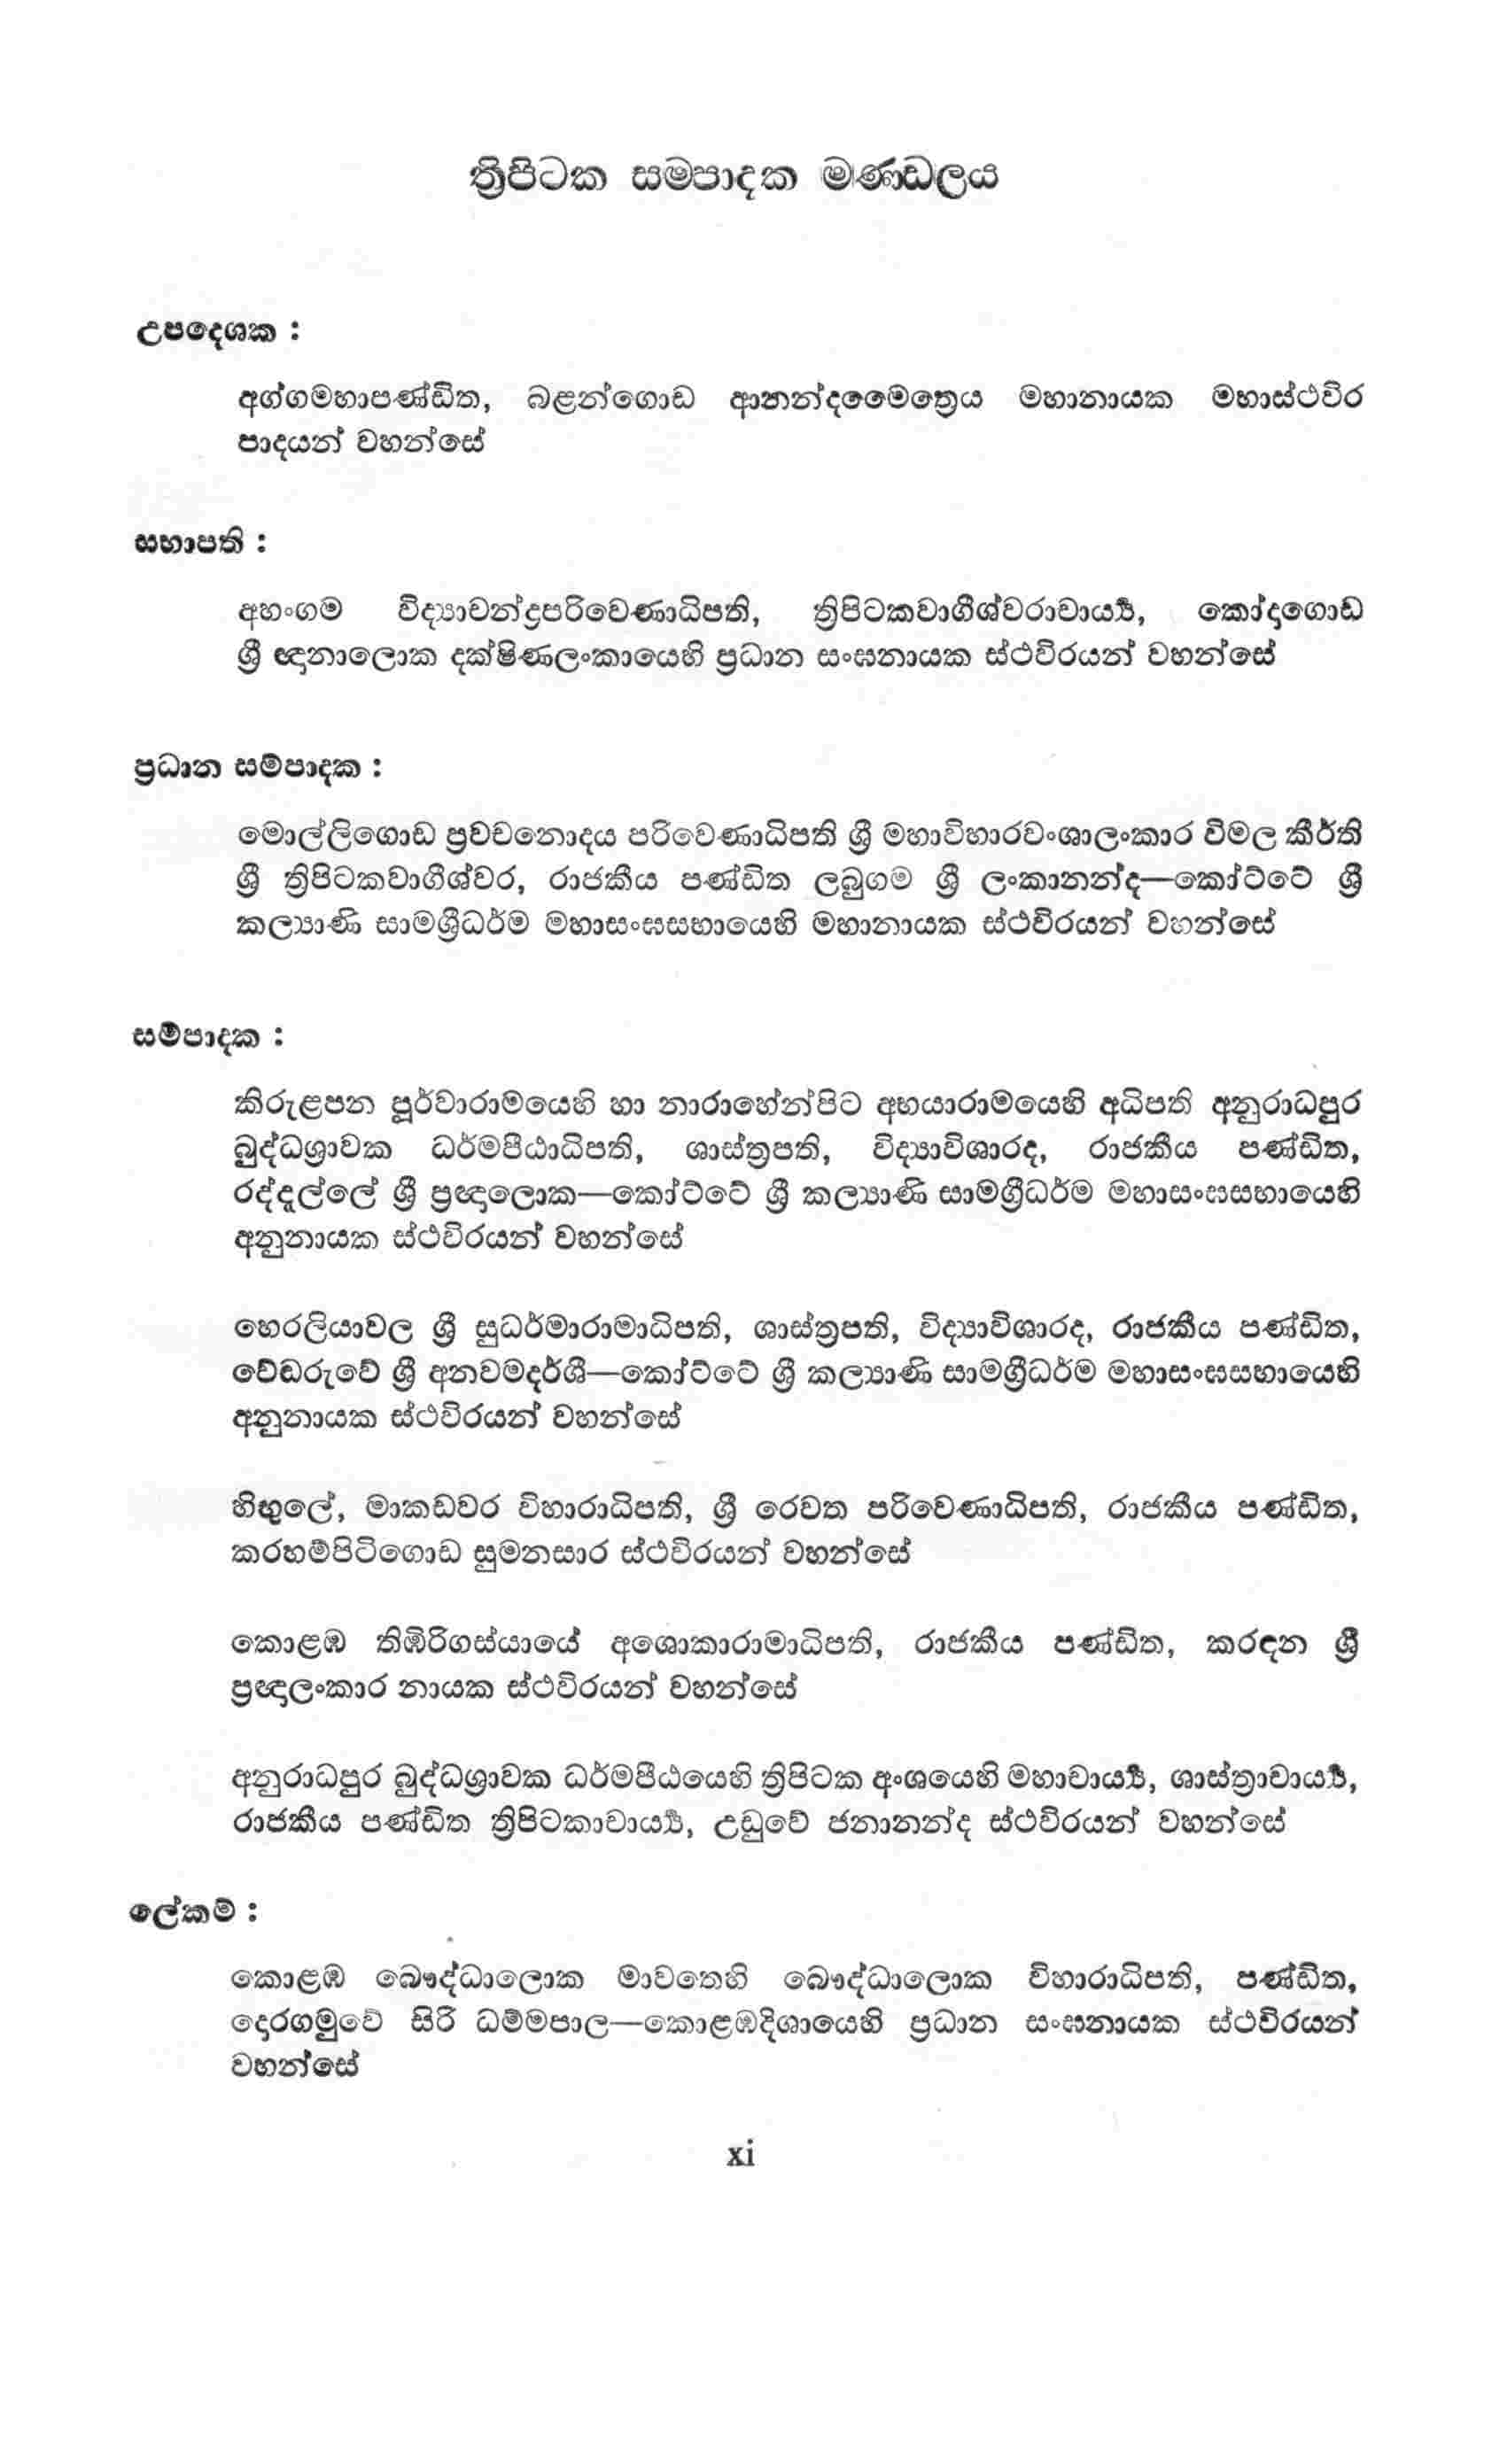 ත්‍රිපිටක සම්පාදක මණ්ඩලය
උපදෙශක :
අග්ගමහාපණ්ඩිත, බළන්ගොඩ ආනන්දමෛත්‍රෙය මහානායක මහාස්ථවිර
පාදයන් වහන්සේ
සභාපති :
අහංගම විද්‍යාචන්ද්‍රපරිවෙණාධිපති, ත්‍රිපිටකවාගීශ්වරාචාර්‍ය්‍ය, කෝදාගොඩ
ශ්‍රී ඥානාලොක දක්ෂිණලංකායෙහි ප්‍රධාන සංඝනායක ස්ථවිරයන් වහන්සේ
ප්‍රධාන සම්පාදක :
මොල්ලිගොඩ ප්‍රවචනොදය පරිවෙණාධිපති ශ්‍රී මහාවිහාරවංශාලංකාර විමල කීර්ති
ශ්‍රී ත්‍රිපිටකවාගීශ්වර, රාජකීය පණ්ඩිත ලබුගම ශ්‍රී ලංකානන්ද—කෝට්ටේ ශ්‍රී
කල්‍යාණි සාමග්‍රීධර්ම මහාසංඝසභායෙහි මහානායක ස්ථවිරයන් වහන්සේ
සම්පාදක :
කිරුළපන පූර්වාරාමයෙහි හා නාරාහේන්පිට අභයාරාමයෙහි අධිපති අනුරාධපුර
බුද්ධශ්‍රාවක ධර්මපීඨාධිපති, ශාස්ත්‍රපති, විද්‍යාවිශාරද, රාජකීය පණ්ඩිත,
රද්දැල්ලේ ශ්‍රී ප්‍රඥාලොක—කෝට්ටේ ශ්‍රී කල්‍යාණි සාමග්‍රීධර්ම මහාසංඝසභායෙහි
අනුනායක ස්ථවිරයන් වහන්සේ
හෙරලියාවල ශ්‍රී සුධර්මාරාමාධිපති, ශාස්ත්‍රපති, විද්‍යාවිශාරද, රාජකීය පණ්ඩිත,
වේඬරුවේ ශ්‍රී අනවමදර්ශී—කෝට්ටේ ශ්‍රී කල්‍යාණි සාමග්‍රීධර්ම මහාසංඝසභායෙහි
අනුනායක ස්ථවිරයන් වහන්සේ
හිඟුලේ, මාකඩවර විහාරාධිපති, ශ්‍රී රෙවත පරිවෙණාධිපති, රාජකීය පණ්ඩිත,
කරහම්පිටිගොඩ සුමනසාර ස්ථවිරයන් වහන්සේ
කොළඹ තිඹිරිගස්යායේ අශොකාරාමාධිපති, රාජකීය පණ්ඩිත, කරඳන ශ්‍රී
ප්‍රඥාලංකාර නායක ස්ථවිරයන් වහන්සේ
අනුරාධපුර බුද්ධශ්‍රාවක ධර්මපීඨයෙහි ත්‍රිපිටක අංශයෙහි මහාචාර්‍ය්‍ය, ශාස්ත්‍රාචාර්‍ය්‍ය,
රාජකීය පණ්ඩිත ත්‍රිපිටකාචාර්‍ය්‍ය, උඩුවේ ජනානන්ද ස්ථවිරයන් වහන්සේ
ලේකම් :
කොළඹ බෞද්ධාලොක මාවතෙහි බෞද්ධාලොක විහාරාධිපති, පණ්ඩිත,
දොරගමුවේ සිරි ධම්මපාල—කොළඹදිශායෙහි ප්‍රධාන සංඝනායක ස්ථවිරයන්
වහන්සේ
xi